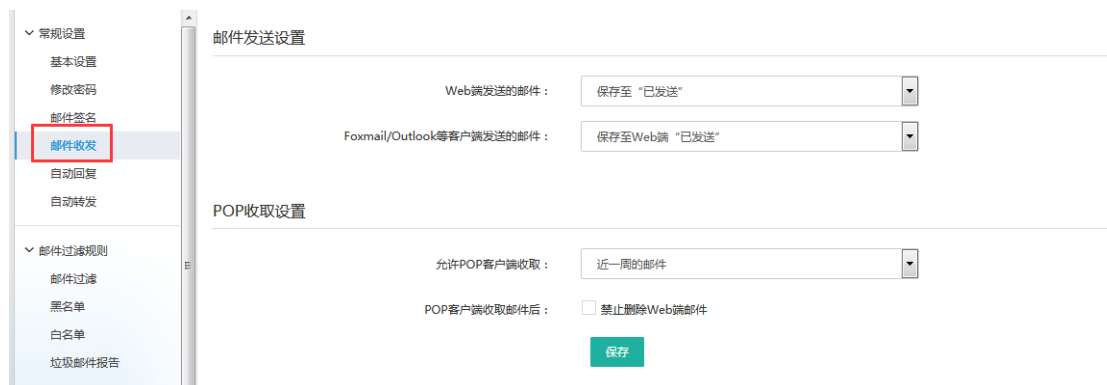 常规设置
基本设置
修改密码
邮件签名
邮件收发
自动回复
自动转发
邮件过滤规则
邮件过滤
黑名单
白名单
垃圾邮件报告
邮件发送设置
Web端发送的邮件：
保存至“已发送”
Foxmail/Outlook等客户端发送的邮件：
保存至Web端“已发送”
POP收取设置
允许POP客户端收取：
近一周的邮件
POP客户端收取邮件后：
禁止删除Web端邮件
保存